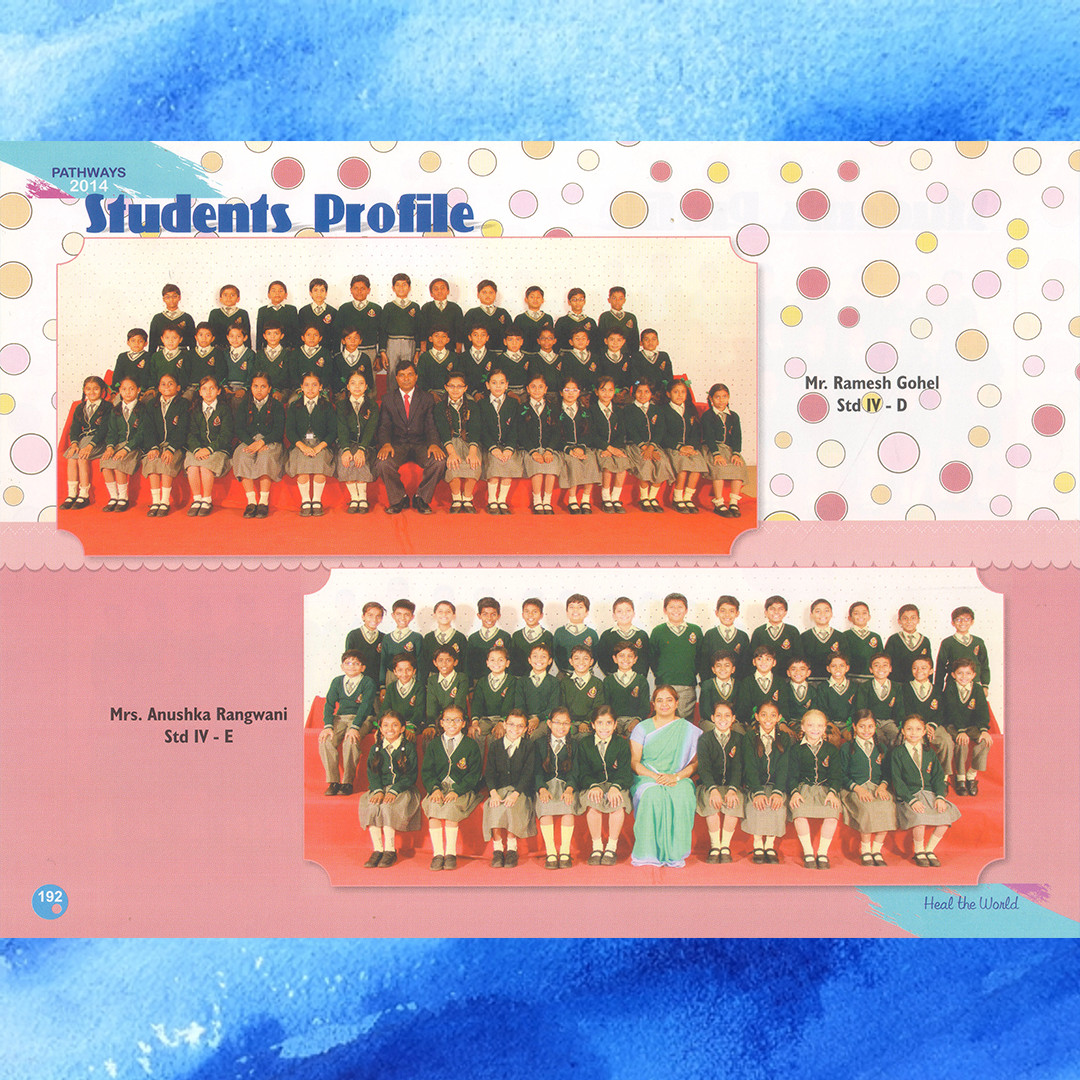 PATHWAYS
2014
Students Profile
Mr. Ramesh Gohel
Std IV - D
Mrs. Anushka Rangwani
Std IV - E
192
Heal the World